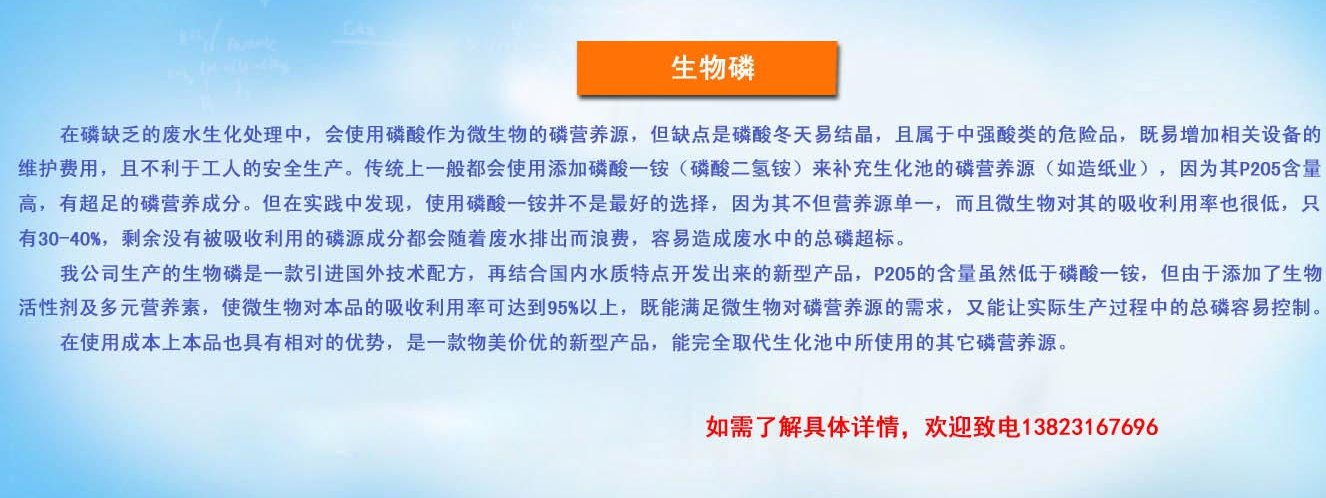 生物磷
在磷缺乏的废水生化处理中，会使用磷酸作为微生物的磷营养源，但缺点是磷酸冬天易结晶，且属于中强酸类的危险品，既易增加相关设备的
维护费用，且不利于工人的安全生产。传统上一般都会使用添加磷酸一铵（磷酸二氢铵）来补充生化池的磷营养源（如造纸业），因为其P2O5含量
高，有超足的磷营养成分。但在实践中发现，使用磷酸一铵并不是最好的选择，因为其不但营养源单一，而且微生物对其的吸收利用率也很低，只
有30-40%，剩余没有被吸收利用的磷源成分都会随着废水排出而浪费，容易造成废水中的总磷超标。
我公司生产的生物磷是一款引进国外技术配方，再结合国内水质特点开发出来的新型产品，P2O5的含量虽然低于磷酸一铵，但由于添加了生物
活性剂及多元营养素，使微生物对本品的吸收利用率可达到95%以上，既能满足微生物对磷营养源的需求，又能让实际生产过程中的总磷容易控制。
在使用成本上本品也具有相对的优势，是一款物美价优的新型产品，能完全取代生化池中所使用的其它磷营养源。
如需了解具体详情，欢迎致电13823167696